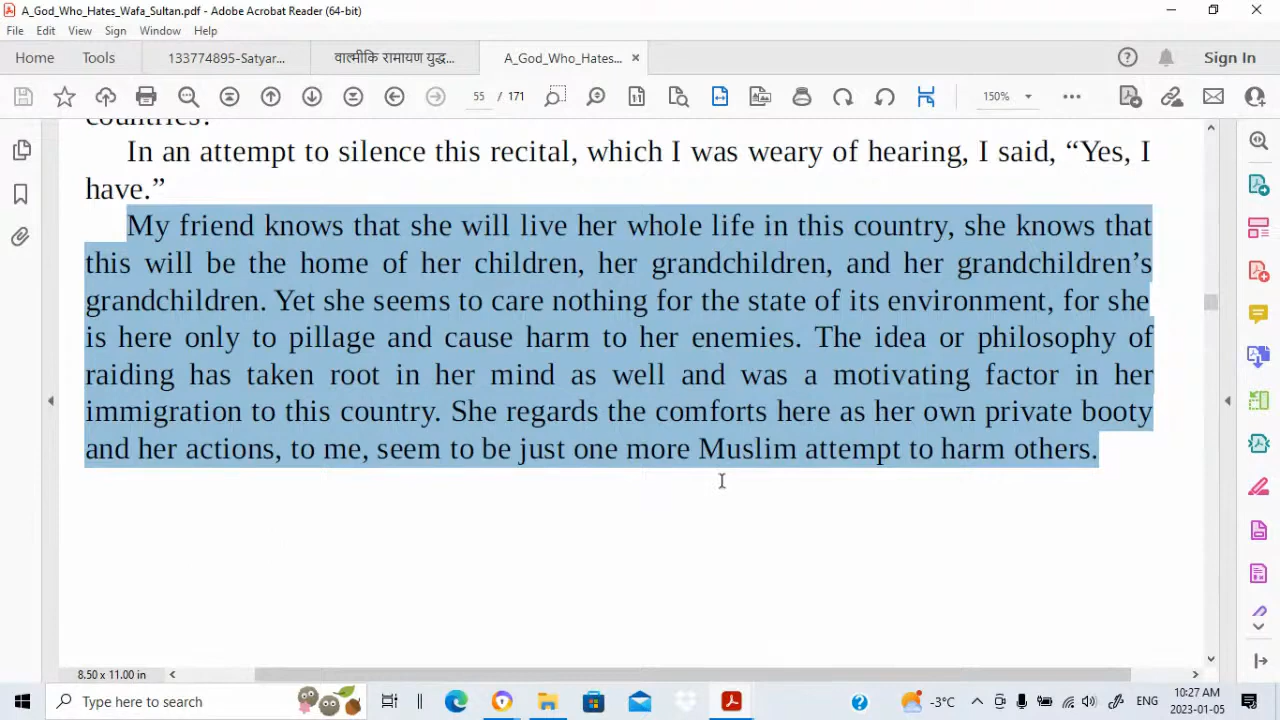 A_God_Who_Hates_Wafa_Sultan.pdf - Adobe Acrobat Reader (64-bit)
File Edit View Sign Window Help
Home Tools 133774895-Satyar... वाल्मीकि रामायण युद्ध... A_God_Who_Hates... × Sign In
55 / 171 150%
countries?
In an attempt to silence this recital, which I was weary of hearing, I said, “Yes, I
have.”
My friend knows that she will live her whole life in this country, she knows that
this will be the home of her children, her grandchildren, and her grandchildren’s
grandchildren. Yet she seems to care nothing for the state of its environment, for she
is here only to pillage and cause harm to her enemies. The idea or philosophy of
raiding has taken root in her mind as well and was a motivating factor in her
immigration to this country. She regards the comforts here as her own private booty
and her actions, to me, seem to be just one more Muslim attempt to harm others.
8.50 x 11.00 in
Type here to search -3°C ENG 10:27 AM
2023-01-05